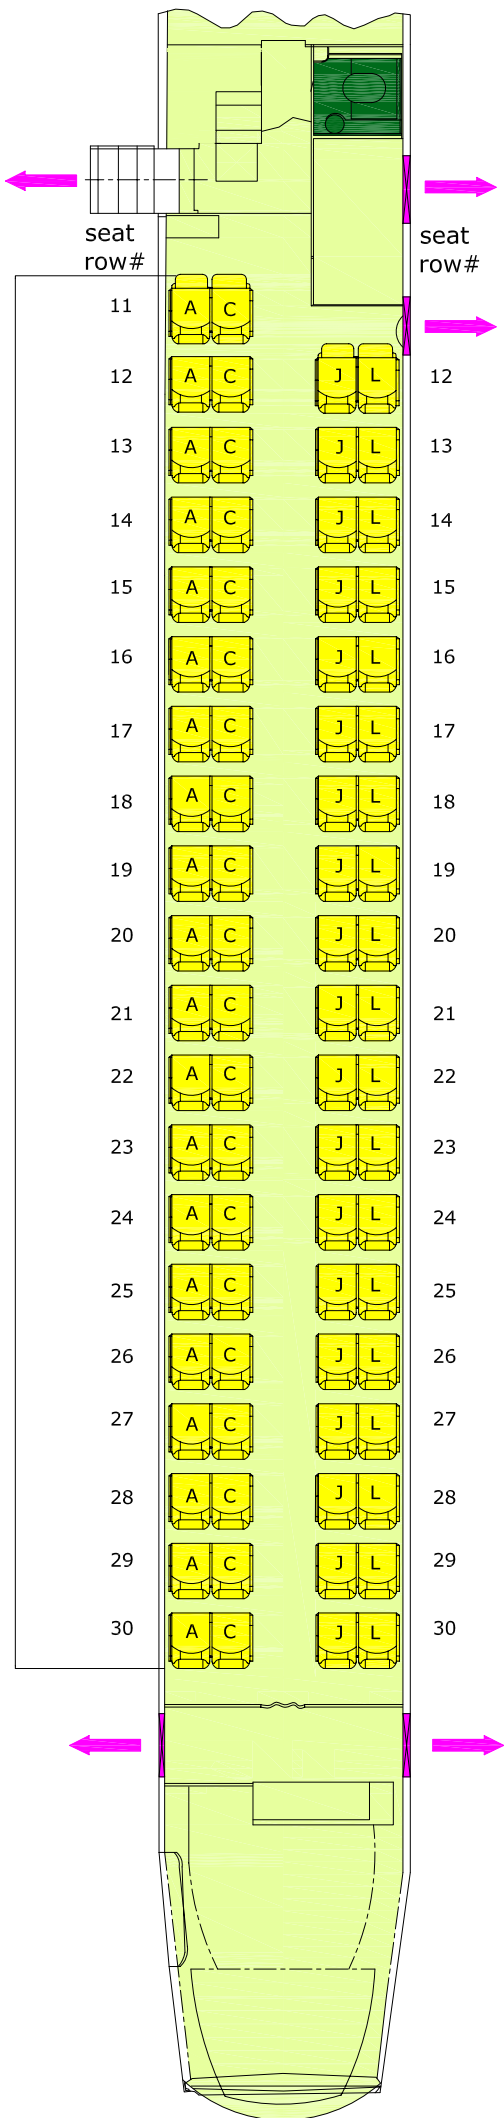 seat
row#
seat
row#
11 A C
12 A C J L 12
13 A C J L 13
14 A C J L 14
15 A C J L 15
16 A C J L 16
17 A C J L 17
18 A C J L 18
19 A C J L 19
20 A C J L 20
21 A C J L 21
22 A C J L 22
23 A C J L 23
24 A C J L 24
25 A C J L 25
26 A C J L 26
27 A C J L 27
28 A C J L 28
29 A C J L 29
30 A C J L 30